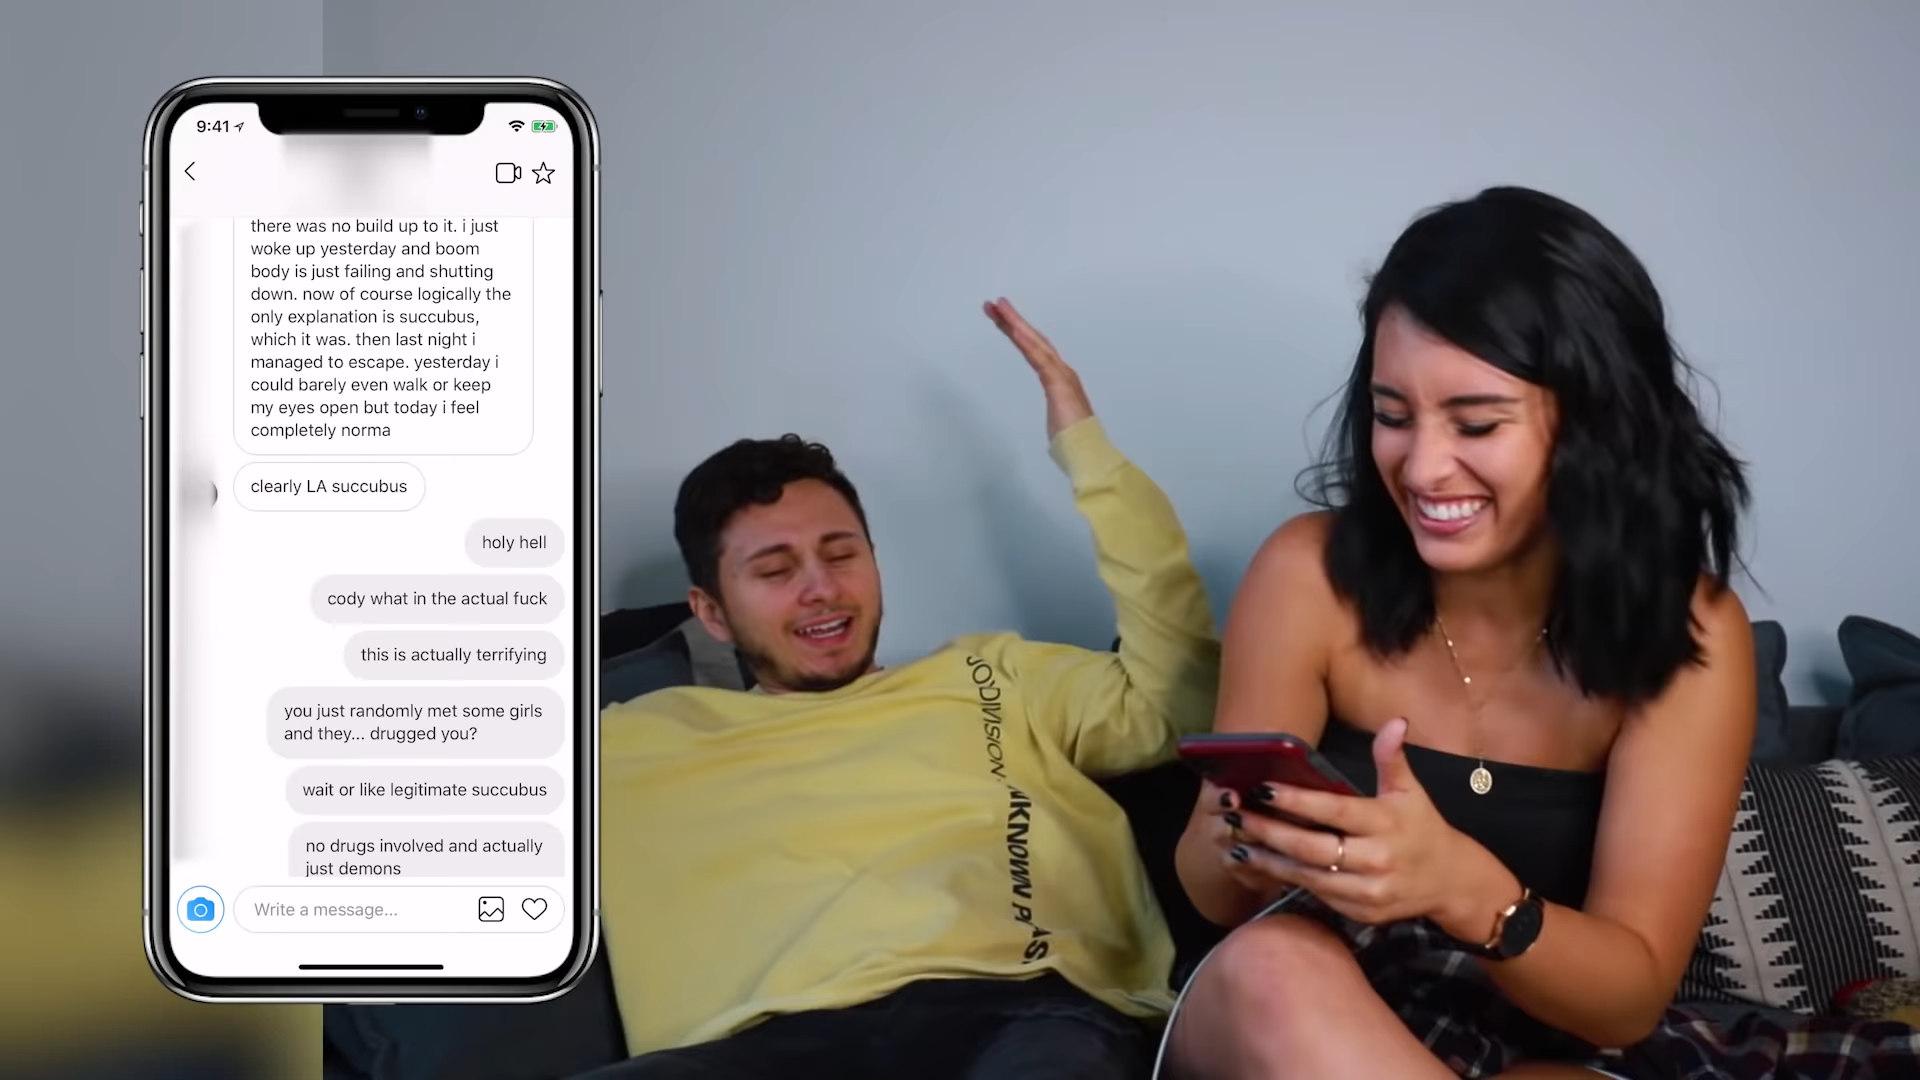 9:41
there was no build up to it. i just
woke up yesterday and boom
body is just failing and shutting
down. now of course logically the
only explanation is succubus,
which it was. then last night i
managed to escape. yesterday i
could barely even walk or keep
my eyes open but today i feel
completely norma
clearly LA succubus
holy hell
cody what in the actual fuck
this is actually terrifying
you just randomly met some girls
and they... drugged you?
wait or like legitimate succubus
no drugs involved and actually
just demons
Write a message...
JOY DIVISION